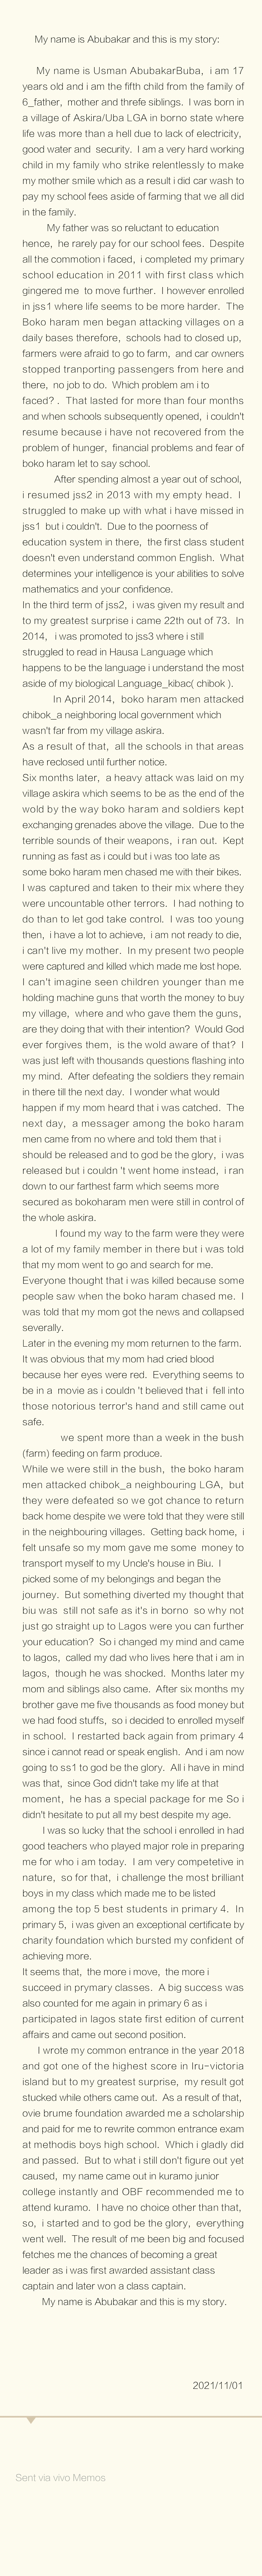 My name is Abubakar and this is my story:
My name is Usman AbubakarBuba, i am 17
years old and i am the fifth child from the family of
6_father, mother and threfe siblings. I was born in
a village of Askira/Uba LGA in borno state where
life was more than a hell due to lack of electricity,
good water and security. I am a very hard working
child in my family who strike relentlessly to make
my mother smile which as a result i did car wash to
pay my school fees aside of farming that we all did
in the family.
My father was so reluctant to education
hence, he rarely pay for our school fees. Despite
all the commotion i faced, i completed my primary
school education in 2011 with first class which
gingered me to move further. I however enrolled
in jss1 where life seems to be more harder. The
Boko haram men began attacking villages on a
daily bases therefore, schools had to closed up,
farmers were afraid to go to farm, and car owners
stopped tranporting passengers from here and
there, no job to do. Which problem am i to
faced? . That lasted for more than four months
and when schools subsequently opened, i couldn't
resume because i have not recovered from the
problem of hunger, financial problems and fear of
boko haram let to say school.
After spending almost a year out of school,
i resumed jss2 in 2013 with my empty head. I
struggled to make up with what i have missed in
jss1 but i couldn't. Due to the poorness of
education system in there, the first class student
doesn't even understand common English. What
determines your intelligence is your abilities to solve
mathematics and your confidence.
In the third term of jss2, i was given my result and
to my greatest surprise i came 22th out of 73. In
2014, i was promoted to jss3 where i still
struggled to read in Hausa Language which
happens to be the language i understand the most
aside of my biological Language_kibac( chibok ).
In April 2014, boko haram men attacked
chibok_a neighboring local government which
wasn't far from my village askira.
As a result of that, all the schools in that areas
have reclosed until further notice.
Six months later, a heavy attack was laid on my
village askira which seems to be as the end of the
wold by the way boko haram and soldiers kept
exchanging grenades above the village. Due to the
terrible sounds of their weapons, i ran out. Kept
running as fast as i could but i was too late as
some boko haram men chased me with their bikes.
I was captured and taken to their mix where they
were uncountable other terrors. I had nothing to
do than to let god take control. I was too young
then, i have a lot to achieve, i am not ready to die,
i can't live my mother. In my present two people
were captured and killed which made me lost hope.
I can't imagine seen children younger than me
holding machine guns that worth the money to buy
my village, where and who gave them the guns,
are they doing that with their intention? Would God
ever forgives them, is the wold aware of that? I
was just left with thousands questions flashing into
my mind. After defeating the soldiers they remain
in there till the next day. I wonder what would
happen if my mom heard that i was catched. The
next day, a messager among the boko haram
men came from no where and told them that i
should be released and to god be the glory, i was
released but i couldn 't went home instead, i ran
down to our farthest farm which seems more
secured as bokoharam men were still in control of
the whole askira.
I found my way to the farm were they were
a lot of my family member in there but i was told
that my mom went to go and search for me.
Everyone thought that i was killed because some
people saw when the boko haram chased me. I
was told that my mom got the news and collapsed
severally.
Later in the evening my mom returnen to the farm.
It was obvious that my mom had cried blood
because her eyes were red. Everything seems to
be in a movie as i couldn 't believed that i fell into
those notorious terror's hand and still came out
safe.
we spent more than a week in the bush
(farm) feeding on farm produce.
While we were still in the bush, the boko haram
men attacked chibok_a neighbouring LGA, but
they were defeated so we got chance to return
back home despite we were told that they were still
in the neighbouring villages. Getting back home, i
felt unsafe so my mom gave me some money to
transport myself to my Uncle's house in Biu. I
picked some of my belongings and began the
journey. But something diverted my thought that
biu was still not safe as it's in borno so why not
just go straight up to Lagos were you can further
your education? So i changed my mind and came
to lagos, called my dad who lives here that i am in
lagos, though he was shocked. Months later my
mom and siblings also came. After six months my
brother gave me five thousands as food money but
we had food stuffs, so i decided to enrolled myself
in school. I restarted back again from primary 4
since i cannot read or speak english. And i am now
going to ss1 to god be the glory. All i have in mind
was that, since God didn't take my life at that
moment, he has a special package for me So i
didn't hesitate to put all my best despite my age.
I was so lucky that the school i enrolled in had
good teachers who played major role in preparing
me for who i am today. I am very competetive in
nature, so for that, i challenge the most brilliant
boys in my class which made me to be listed
among the top 5 best students in primary 4. In
primary 5, i was given an exceptional certificate by
charity foundation which bursted my confident of
achieving more.
It seems that, the more i move, the more i
succeed in prymary classes. A big success was
also counted for me again in primary 6 as i
participated in lagos state first edition of current
affairs and came out second position.
I wrote my common entrance in the year 2018
and got one of the highest score in Iru-victoria
island but to my greatest surprise, my result got
stucked while others came out. As a result of that,
ovie brume foundation awarded me a scholarship
and paid for me to rewrite common entrance exam
at methodis boys high school. Which i gladly did
and passed. But to what i still don't figure out yet
caused, my name came out in kuramo junior
college instantly and OBF recommended me to
attend kuramo. I have no choice other than that,
so, i started and to god be the glory, everything
went well. The result of me been big and focused
fetches me the chances of becoming a great
leader as i was first awarded assistant class
captain and later won a class captain.
My name is Abubakar and this is my story.
2021/11/01
Sent via vivo Memos